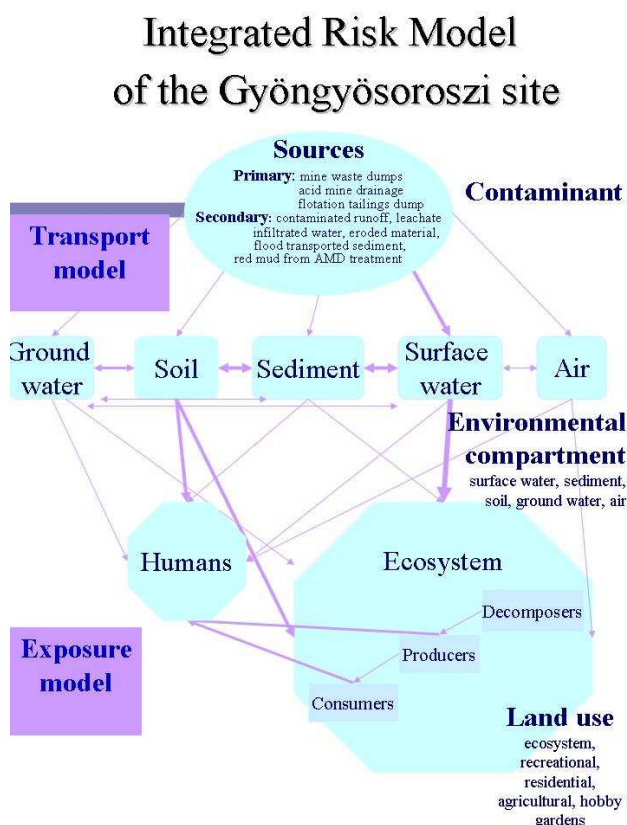 Integrated Risk Model
of the Gyöngyösoroszi site
Sources
Primary: mine waste dumps
acid mine drainage
flotation tailings dump
Secondary: contaminated runoff, leachate
infiltrated water, eroded material,
flood transported sediment,
red mud from AMD treatment
Contaminant
Transport
model
Ground
water
Soil
Sediment
Surface
water
Air
Environmental
compartment
surface water, sediment,
soil, ground water, air
Humans
Ecosystem
Decomposers
Producers
Consumers
Exposure
model
Land use
ecosystem,
recreational,
residential,
agricultural, hobby
gardens